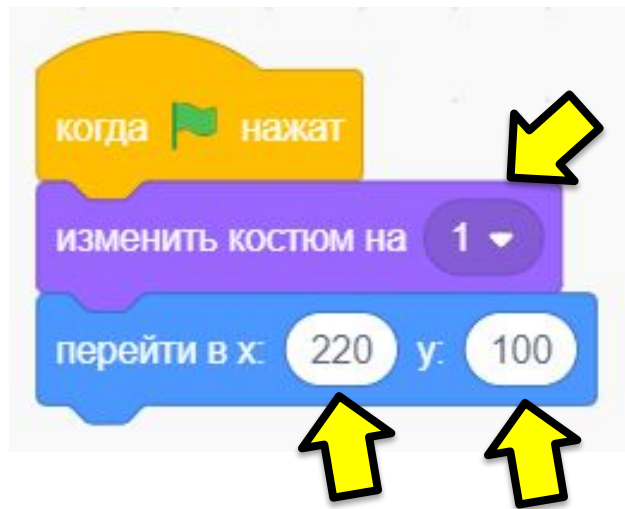 когда нажат
изменить костюм на 1
перейти в x: 220 y: 100